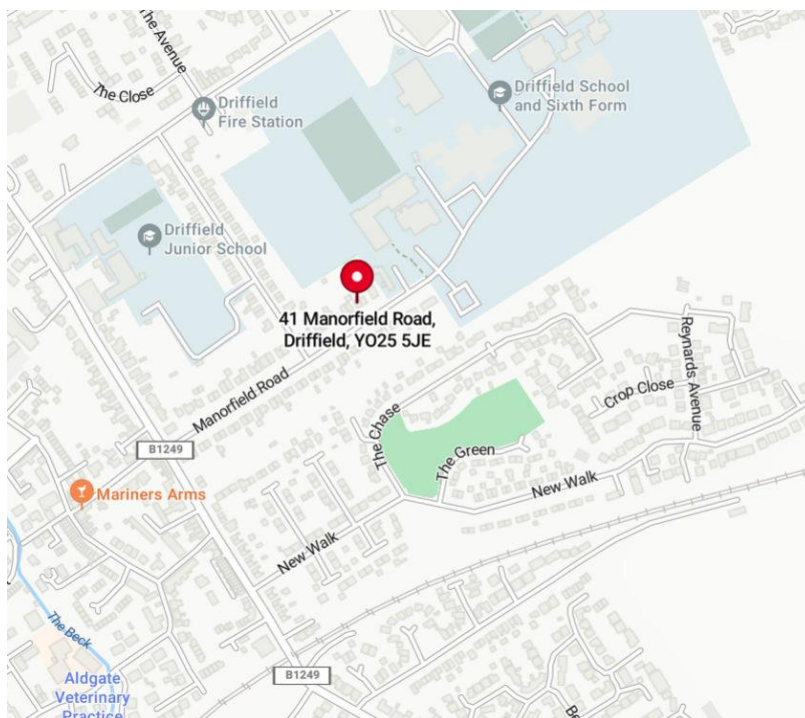 The Avenue
The Close
Driffield
Fire Station
Driffield School
and Sixth Form
Driffield
Junior School
41 Manorfield Road,
Driffield, YO25 5JE
Manorfield Road
Reynards Avenue
Crop Close
The Chase
The Green
B1249
Mariners Arms
New Walk
New Walk
The Beck
B1249
Aldgate
Veterinary
Practice
Be